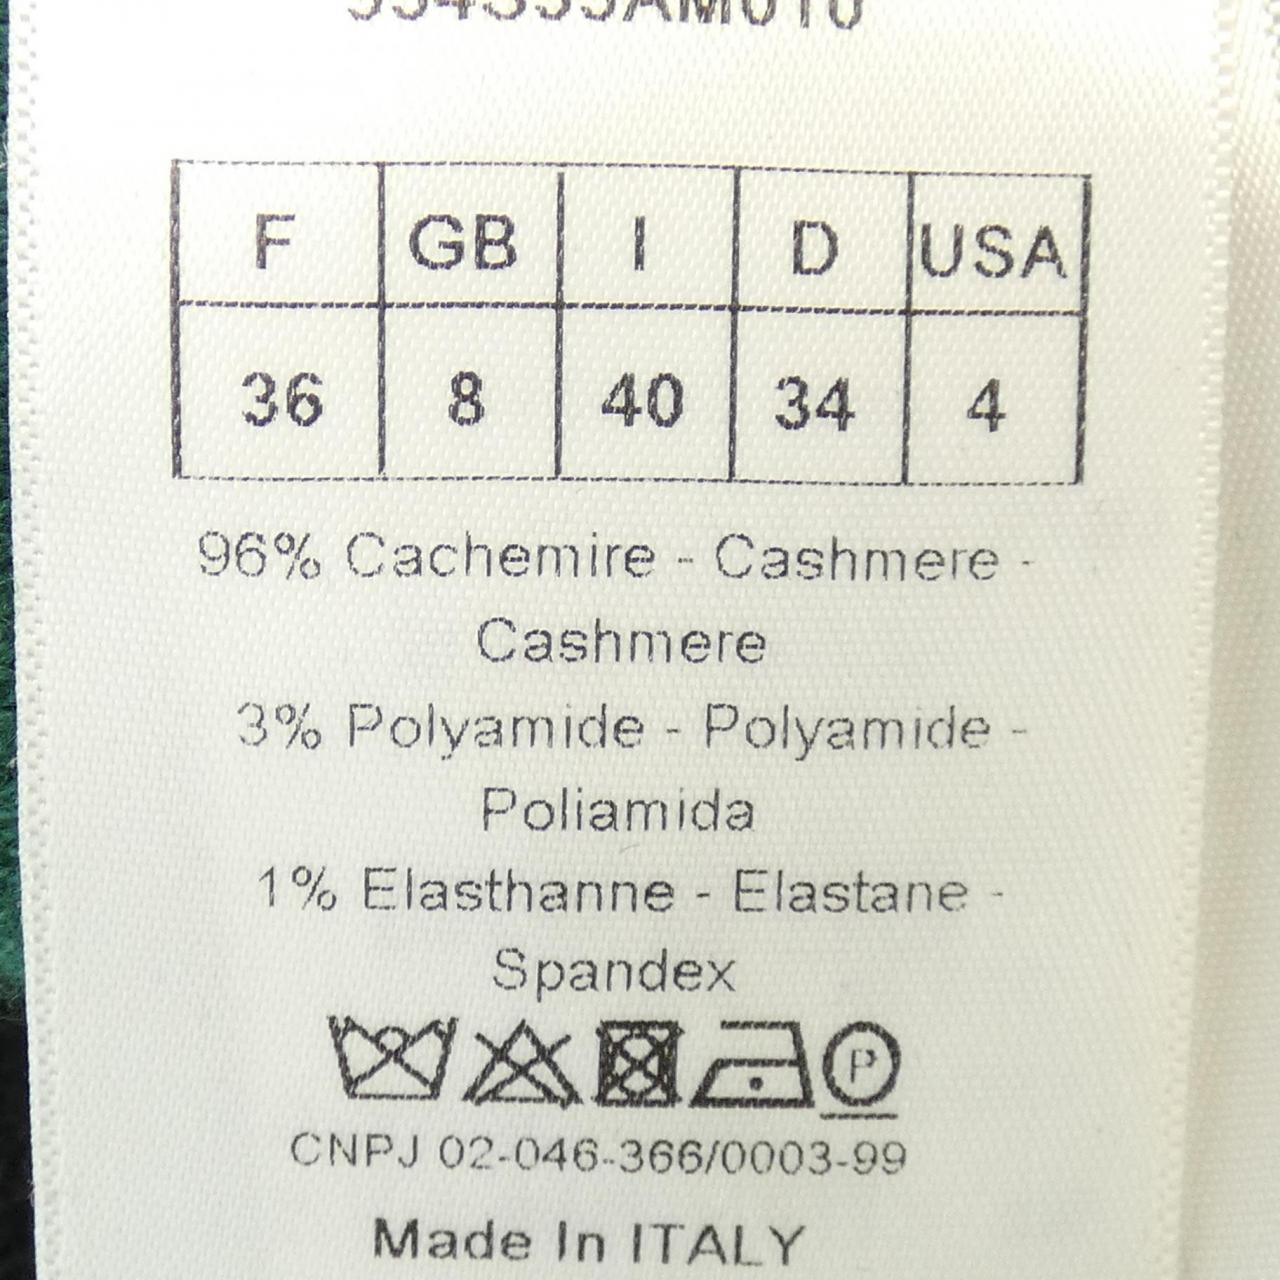 F GB I D USA
36 8 40 34 4
96% Cachemire - Cashmere -
Cashmere
3% Polyamide - Polyamide -
Poliamida
1% Elasthanne - Elastane -
Spandex
P
CNPJ 02-046-366/0003-99
Made In ITALY